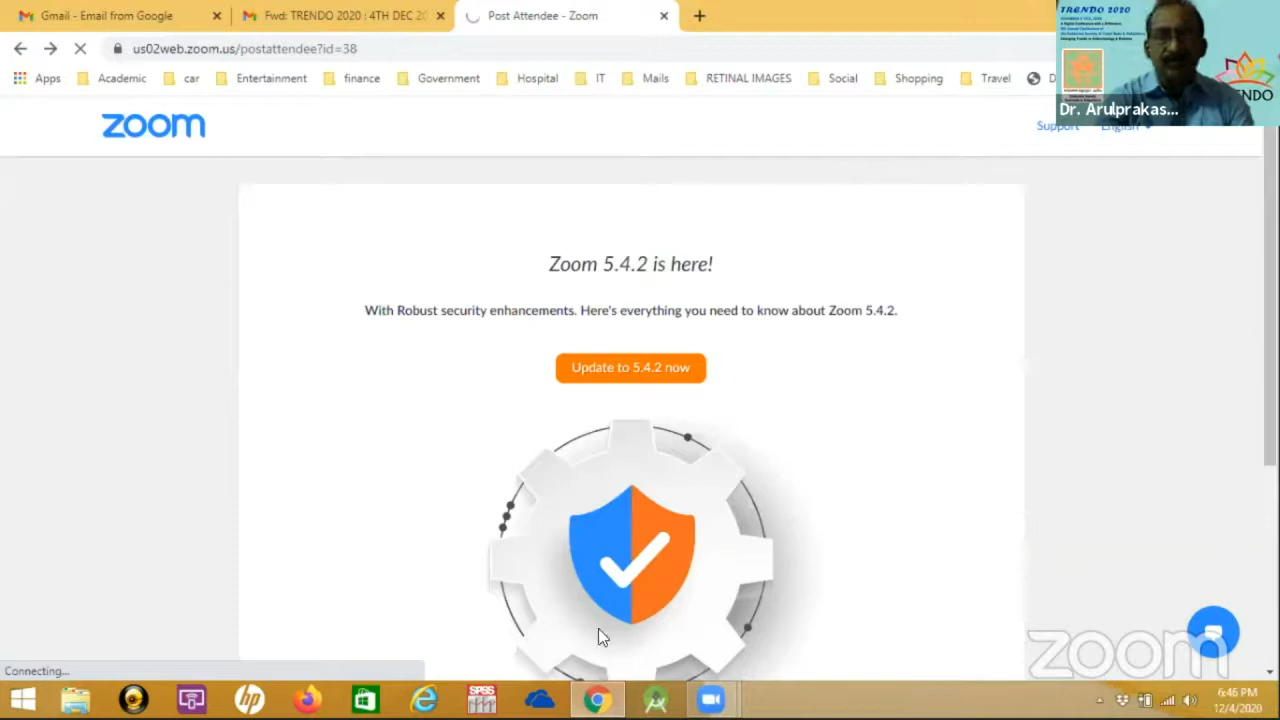 Gmail - Email from Google
Fwd: TRENDO 2020 : 4TH DEC 20
Post Attendee - Zoom
us02web.zoom.us/postattendee?id=38
Apps
Academic
car
Entertainment
finance
Government
Hospital
IT
Mails
RETINAL IMAGES
Social
Shopping
Travel
TRENDO 2020
Dr. Arulprakas...
zoom
Support
English
Zoom 5.4.2 is here!
With Robust security enhancements. Here's everything you need to know about Zoom 5.4.2.
Update to 5.4.2 now
zoom
Connecting...
hp
SPSS
6:46 PM
12/4/2020